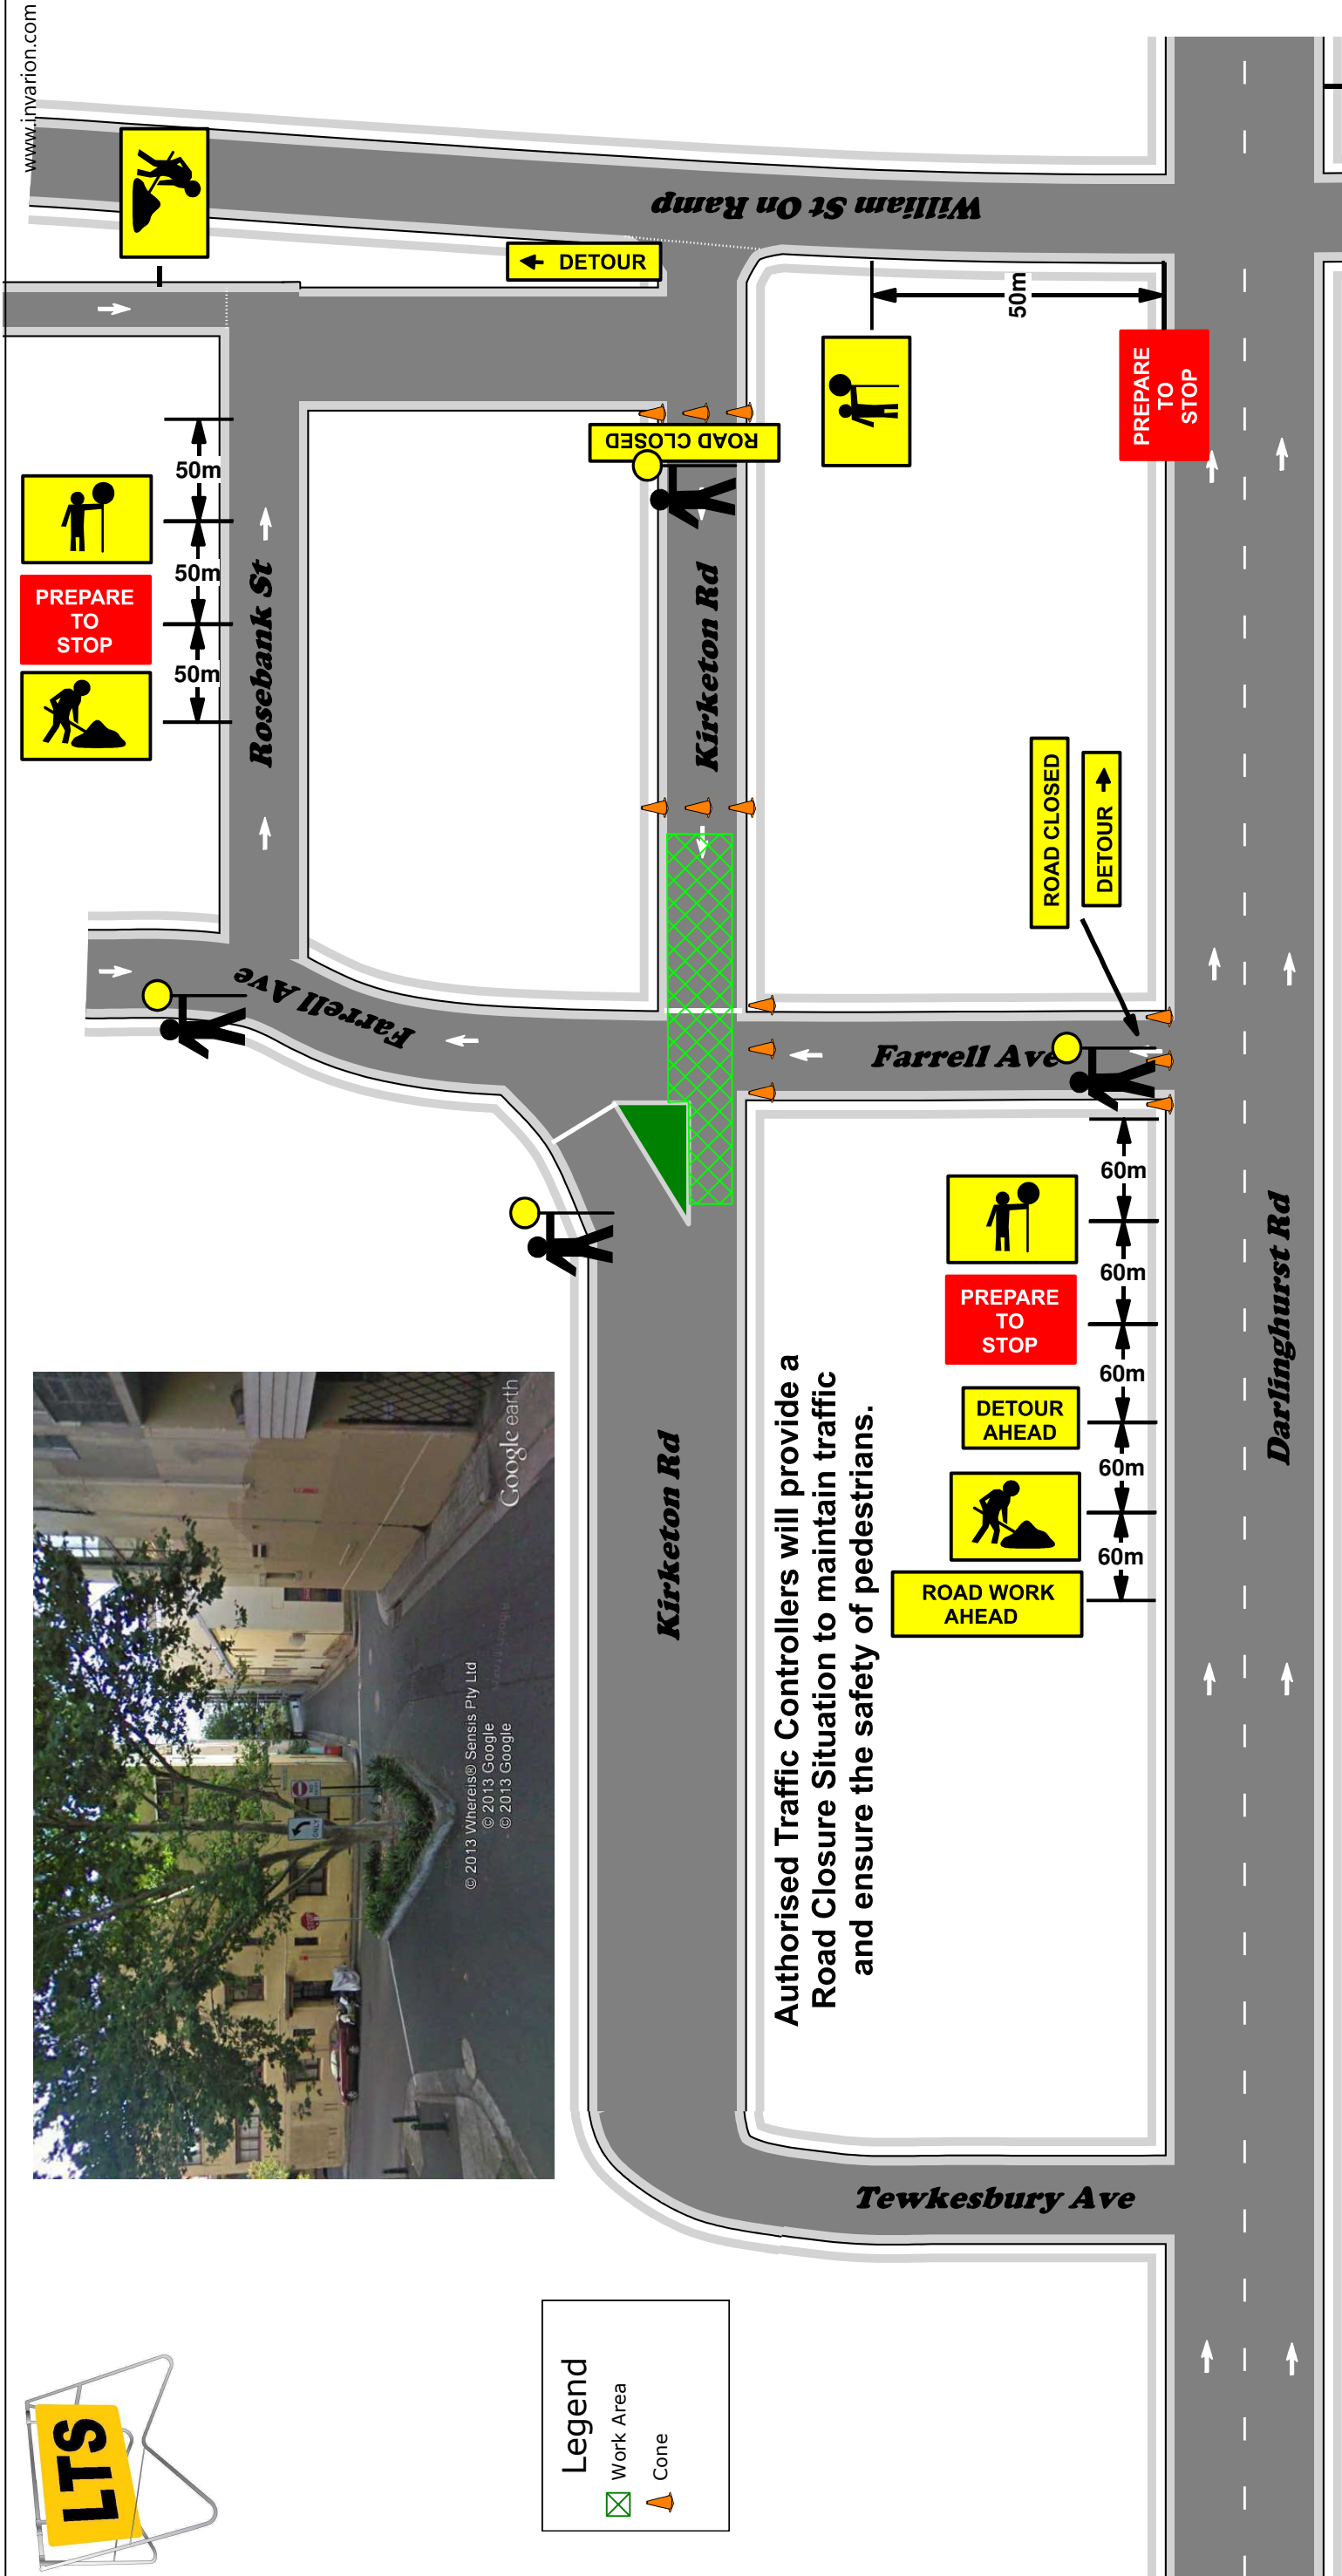 www.invarion.com
William St On Ramp
← DETOUR
50m
PREPARE
TO
STOP
50m
50m
50m
PREPARE
TO
STOP
Rosebank St
ROAD CLOSED
Kirketon Rd
ROAD CLOSED
DETOUR →
Farrell Ave
Farrell Ave
60m
60m
60m
60m
60m
PREPARE
TO
STOP
DETOUR
AHEAD
ROAD WORK
AHEAD
Darlinghurst Rd
Kirketon Rd
Authorised Traffic Controllers will provide a
Road Closure Situation to maintain traffic
and ensure the safety of pedestrians.
Google earth
© 2013 Whereis® Sensis Pty Ltd
© 2013 Google
© 2013 Google
ONLY
Tewkesbury Ave
Legend
Work Area
Cone
LTS